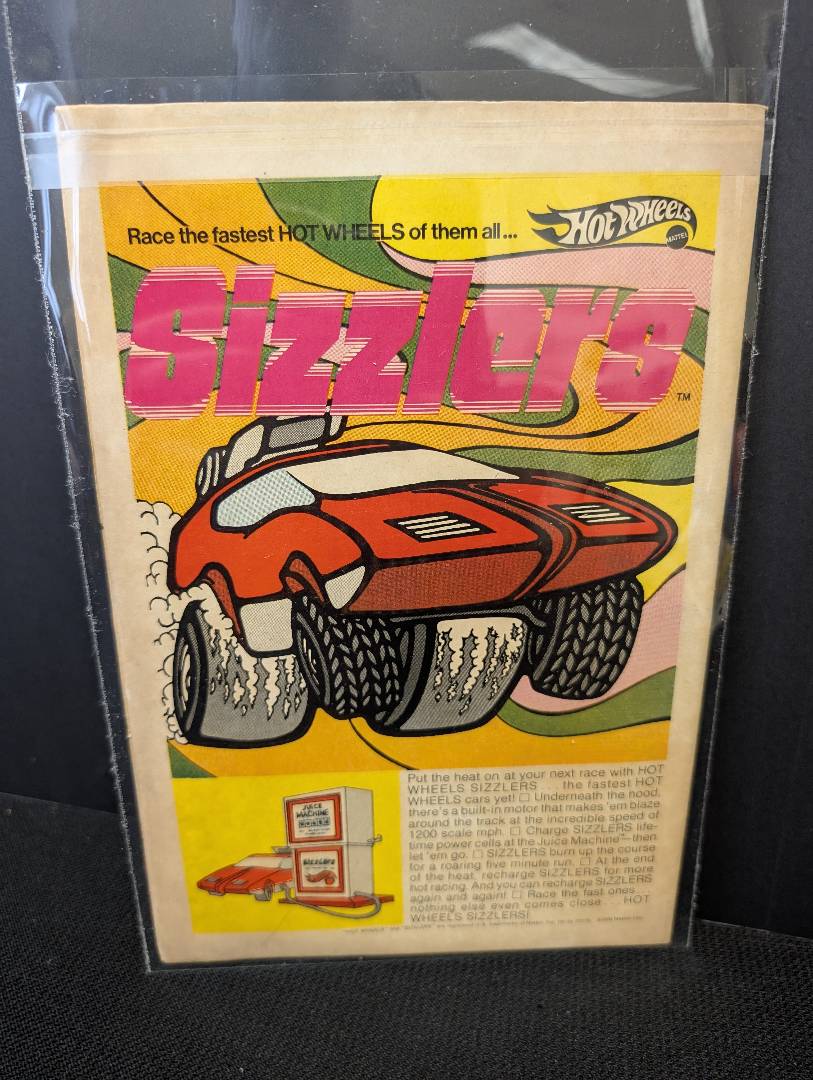 Race the fastest HOT WHEELS of them all...
HOT WHEELS
MATTEL
Sizzlers
TM
Put the heat on at your next race with HOT
WHEELS SIZZLERS . . . the fastest HOT
WHEELS cars yet! □ Underneath the hood,
there's a built-in motor that makes 'em blaze
around the track at the incredible speed of
1200 scale mph. □ Charge SIZZLERS life-
time power cells at the Juice Machine™—then
let 'em go. □ SIZZLERS burn up the course
for a roaring five minute run. □ At the end
of the heat, recharge SIZZLERS for more
hot racing. And you can recharge SIZZLERS
again and again! □ Race the fast ones . . .
nothing else even comes close . . . HOT
WHEELS SIZZLERS!
JUICE
MACHINE
Sizzlers